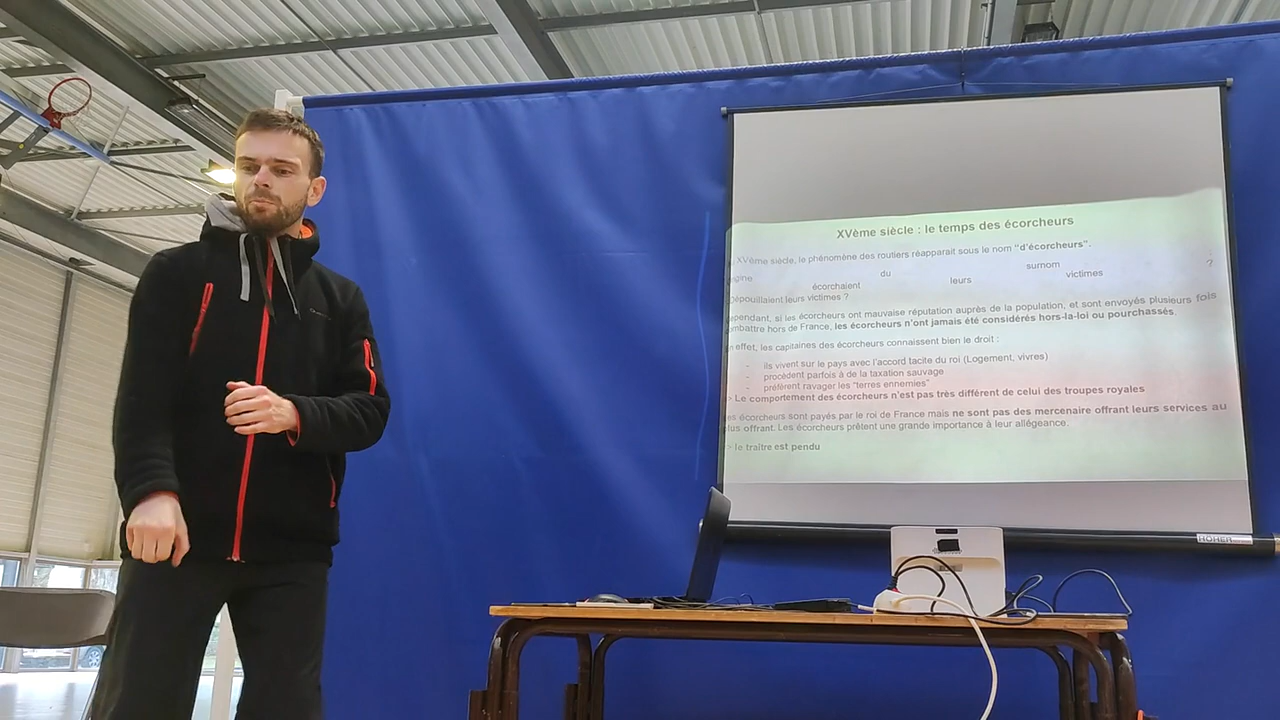 XVème siècle : le temps des écorcheurs
XVème siècle, le phénomène des routiers réapparait sous le nom "d'écorcheurs".
gine du surnom ?
écorchaient leurs victimes
dépouillaient leurs victimes ?
ependant, si les écorcheurs ont mauvaise réputation auprès de la population, et sont envoyés plusieurs fois
ombattre hors de France, les écorcheurs n'ont jamais été considérés hors-la-loi ou pourchassés.
n effet, les capitaines des écorcheurs connaissent bien le droit :
- ils vivent sur le pays avec l'accord tacite du roi (Logement, vivres)
- procèdent parfois à de la taxation sauvage
- préfèrent ravager les "terres ennemies"
> Le comportement des écorcheurs n'est pas très différent de celui des troupes royales
es écorcheurs sont payés par le roi de France mais ne sont pas des mercenaire offrant leurs services au
lus offrant. Les écorcheurs prêtent une grande importance à leur allégeance.
> le traître est pendu
HÖHER